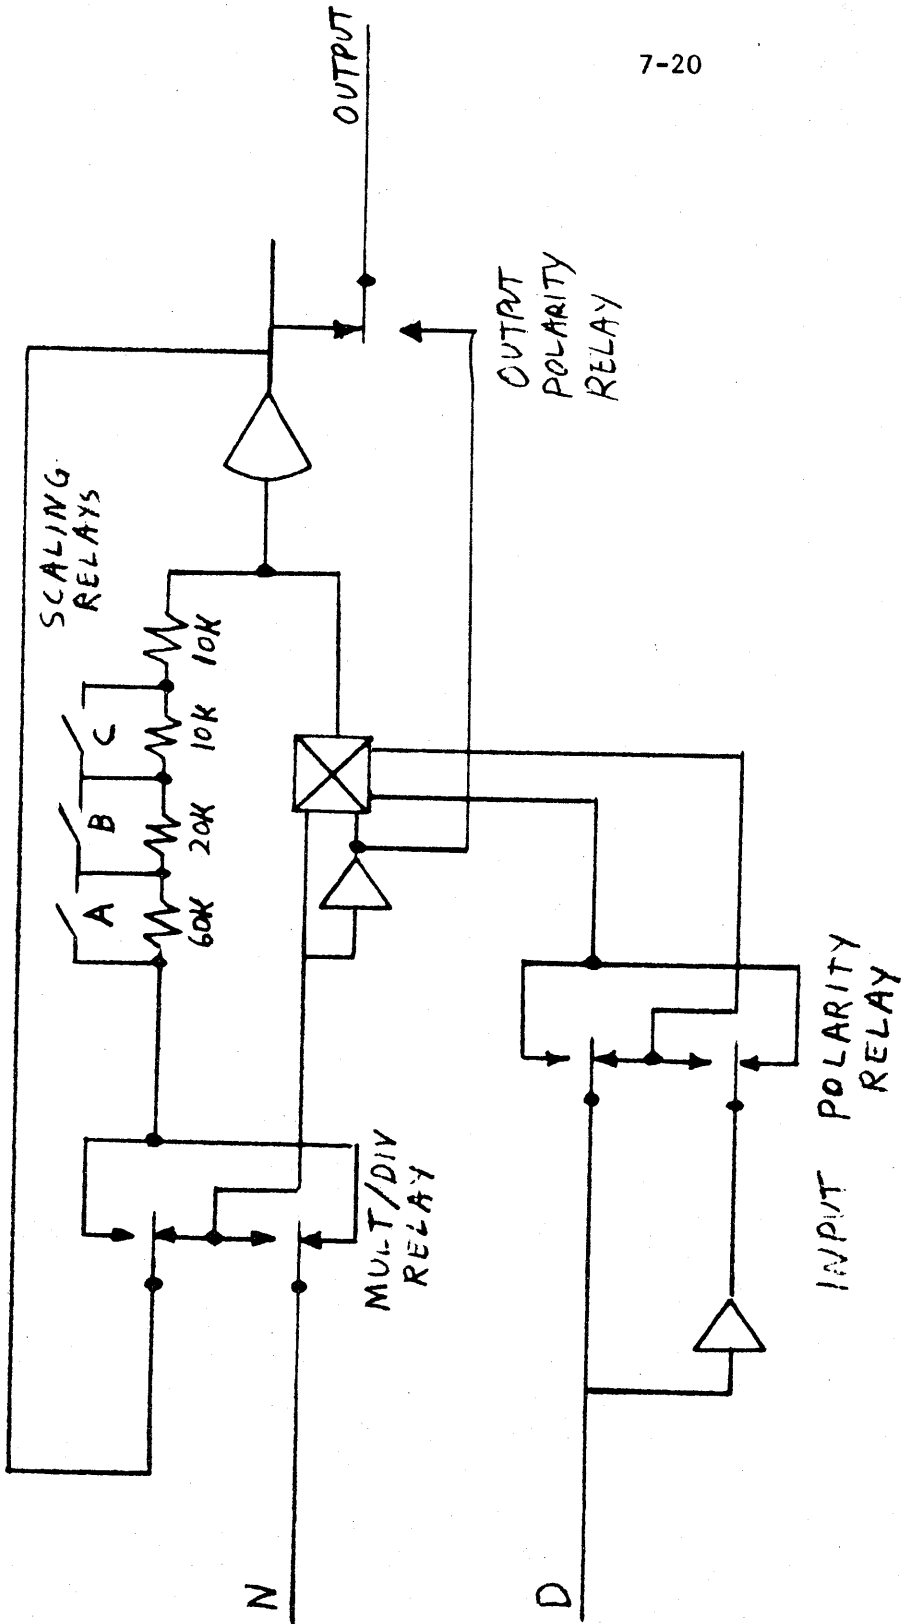 7-20
OUTPUT
SCALING
RELAYS
A
B
C
60K
20K
10K
10K
OUTPUT
POLARITY
RELAY
N
MULT/DIV
RELAY
D
INPUT POLARITY
RELAY